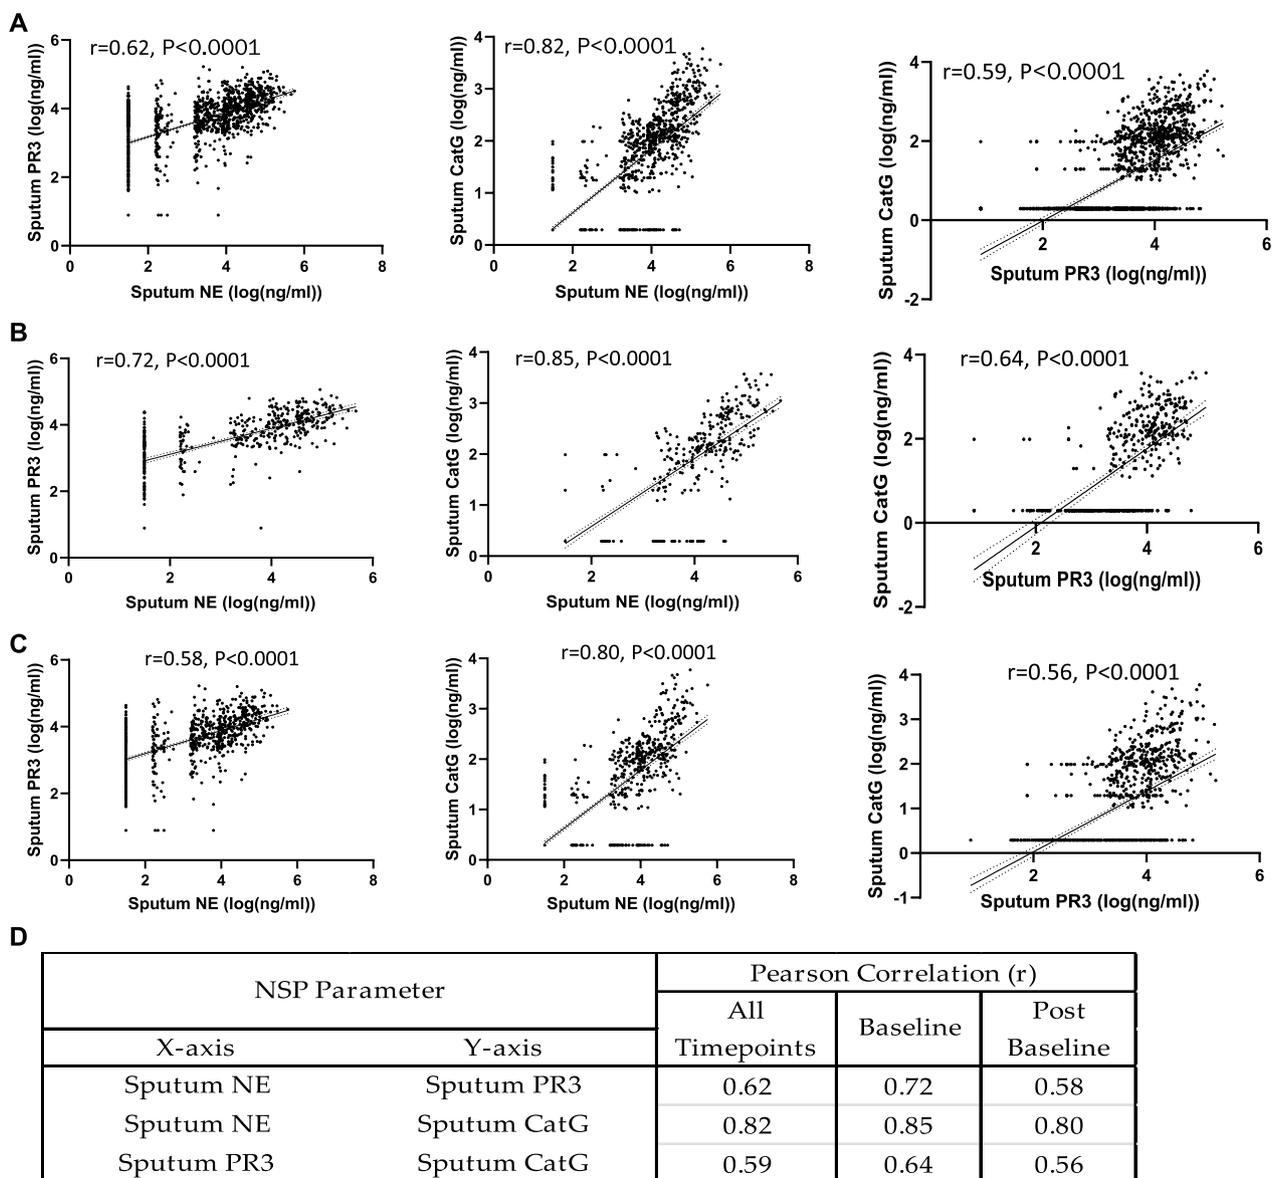 A
r=0.62, P<0.0001
Sputum PR3 (log(ng/ml))
6
4
2
0
0 2 4 6 8
Sputum NE (log(ng/ml))
r=0.82, P<0.0001
Sputum CatG (log(ng/ml))
4
3
2
1
0
0 2 4 6 8
Sputum NE (log(ng/ml))
r=0.59, P<0.0001
Sputum CatG (log(ng/ml))
4
2
0
-2
2 4 6
Sputum PR3 (log(ng/ml))
B
r=0.72, P<0.0001
Sputum PR3 (log(ng/ml))
6
4
2
0
0 2 4 6
Sputum NE (log(ng/ml))
r=0.85, P<0.0001
Sputum CatG (log(ng/ml))
4
3
2
1
0
0 2 4 6
Sputum NE (log(ng/ml))
r=0.64, P<0.0001
Sputum CatG (log(ng/ml))
4
2
0
-2
2 4 6
Sputum PR3 (log(ng/ml))
C
r=0.58, P<0.0001
Sputum PR3 (log(ng/ml))
6
4
2
0
0 2 4 6 8
Sputum NE (log(ng/ml))
r=0.80, P<0.0001
Sputum CatG (log(ng/ml))
4
3
2
1
0
0 2 4 6 8
Sputum NE (log(ng/ml))
r=0.56, P<0.0001
Sputum CatG (log(ng/ml))
4
3
2
1
0
-1
2 4 6
Sputum PR3 (log(ng/ml))
D
NSP Parameter
Pearson Correlation (r)
X-axis Y-axis
All
Timepoints
Baseline
Post
Baseline
Sputum NE Sputum PR3 0.62 0.72 0.58
Sputum NE Sputum CatG 0.82 0.85 0.80
Sputum PR3 Sputum CatG 0.59 0.64 0.56